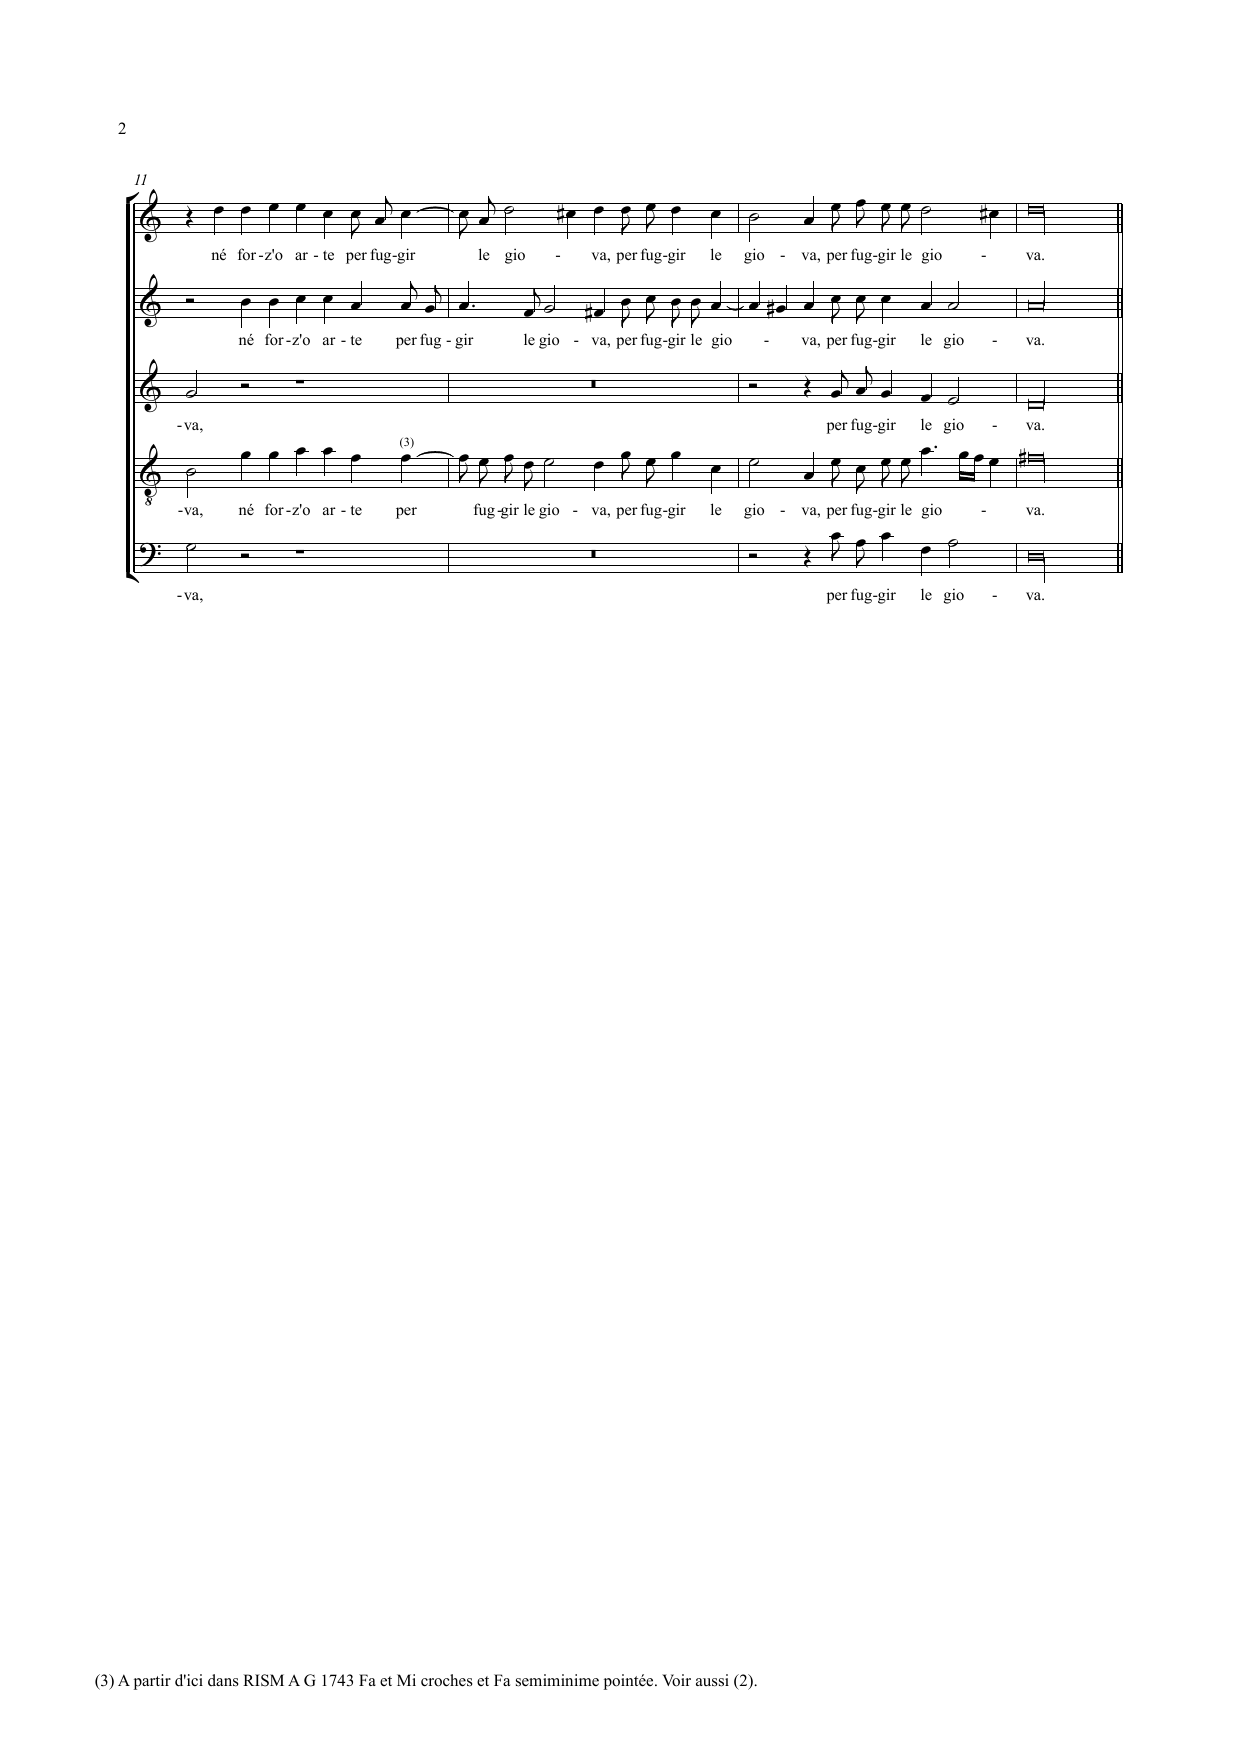 2
11
né for-z'o ar - te per fug-gir le gio - va, per fug-gir le gio - va, per fug-gir le gio - va.
né for-z'o ar - te per fug - gir le gio - va, per fug-gir le gio - va, per fug-gir le gio - va.
-va, per fug-gir le gio - va.
(3)
-va, né for-z'o ar - te per fug-gir le gio - va, per fug-gir le gio - va, per fug-gir le gio - va.
8
-va, per fug-gir le gio - va.
(3) A partir d'ici dans RISM A G 1743 Fa et Mi croches et Fa semiminime pointée. Voir aussi (2).